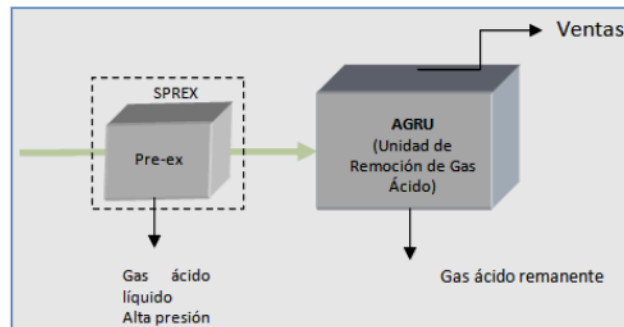 Ventas
SPREX
Pre-ex
AGRU
(Unidad de
Remoción de Gas
Ácido)
Gas ácido
líquido
Alta presión
Gas ácido remanente